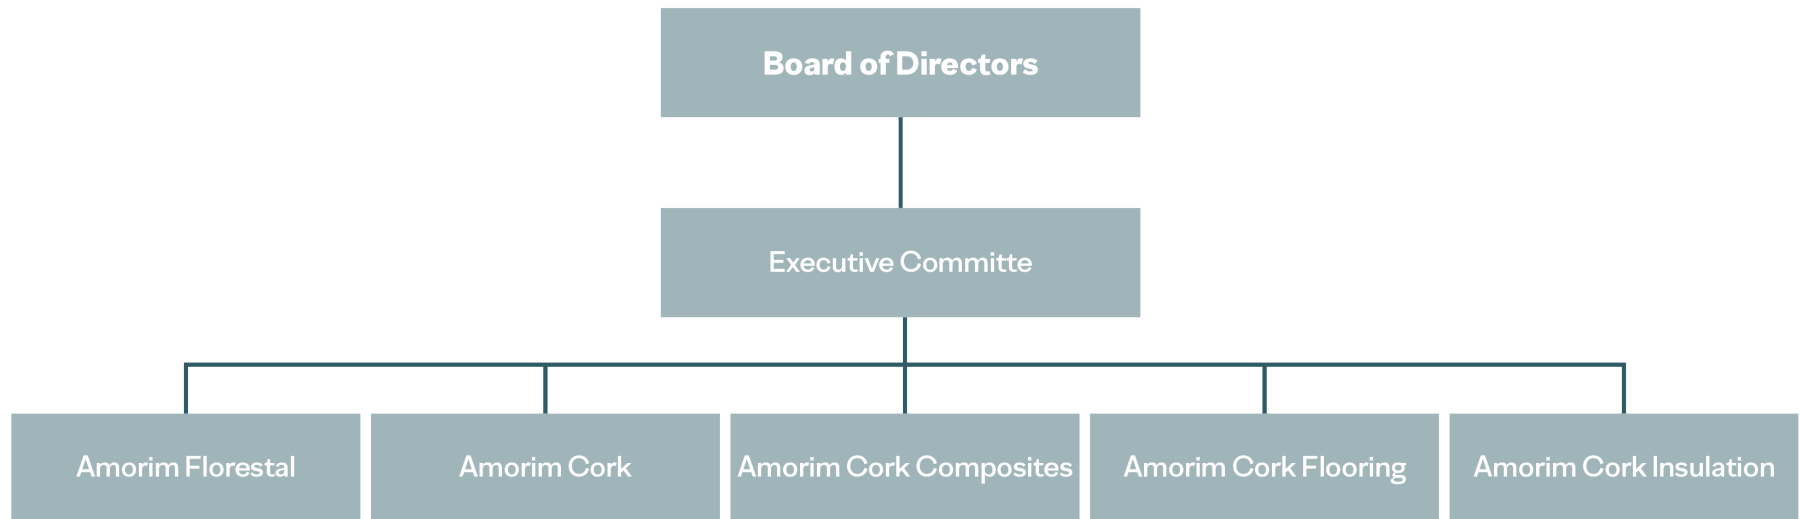 Board of Directors
Executive Committe
Amorim Florestal
Amorim Cork
Amorim Cork Composites
Amorim Cork Flooring
Amorim Cork Insulation